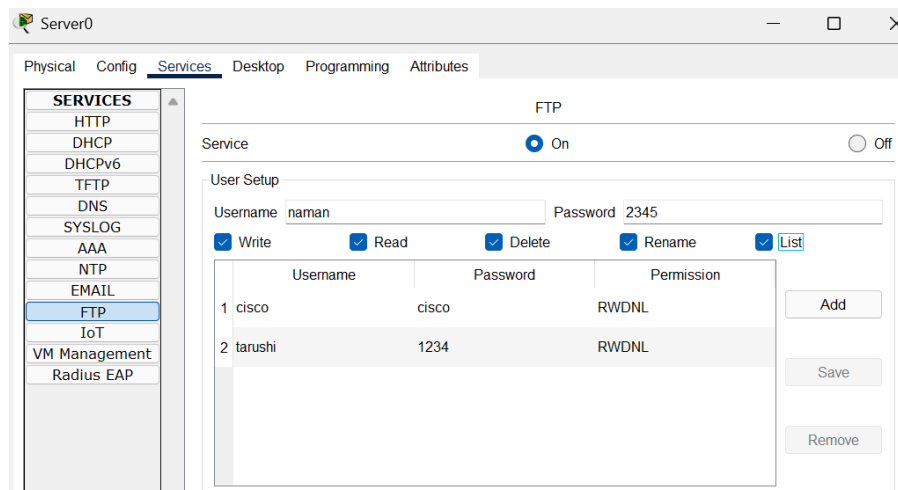 Server0
Physical Config Services Desktop Programming Attributes
SERVICES
HTTP
DHCP
DHCPv6
TFTP
DNS
SYSLOG
AAA
NTP
EMAIL
FTP
IoT
VM Management
Radius EAP
FTP
Service On Off
User Setup
Username naman Password 2345
Write Read Delete Rename List
Username Password Permission
1 cisco cisco RWDNL
2 tarushi 1234 RWDNL
Add
Save
Remove